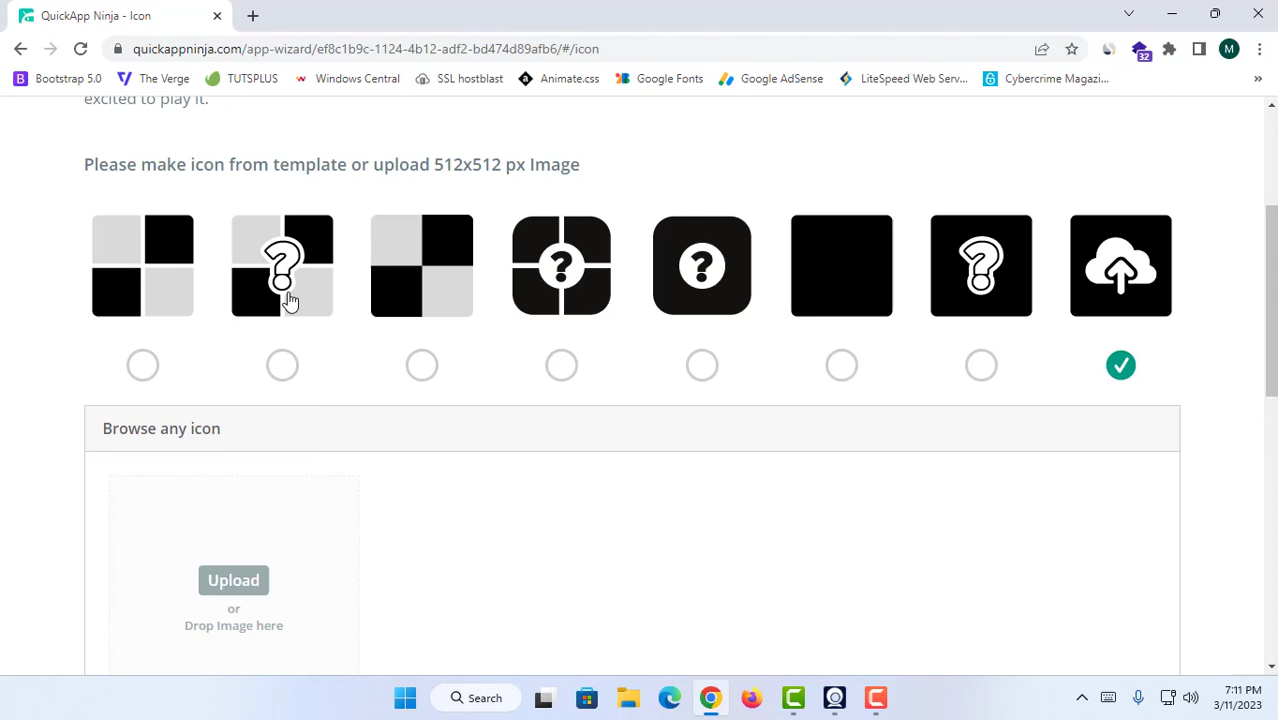 QuickApp Ninja - Icon
quickappninja.com/app-wizard/ef8c1b9c-1124-4b12-adf2-bd474d89afb6/#/icon
32
M
B Bootstrap 5.0
The Verge
TUTSPLUS
Windows Central
SSL hostblast
Animate.css
Google Fonts
Google AdSense
LiteSpeed Web Serv...
Cybercrime Magazi...
»
excited to play it.
Please make icon from template or upload 512x512 px Image
? ? ? ?
Browse any icon
Upload
or
Drop Image here
Search
7:11 PM
3/11/2023